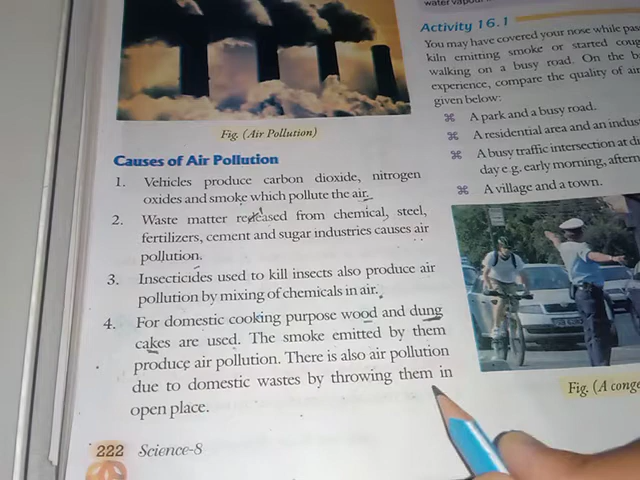 Fig. (Air Pollution)
Causes of Air Pollution
1. Vehicles produce carbon dioxide, nitrogen
oxides and smoke which pollute the air.
2. Waste matter released from chemical, steel,
fertilizers, cement and sugar industries causes air
pollution.
3. Insecticides used to kill insects also produce air
pollution by mixing of chemicals in air.
4. For domestic cooking purpose wood and dung
cakes are used. The smoke emitted by them
produce air pollution. There is also air pollution
due to domestic wastes by throwing them in
open place.
222 Science-8
water vapour
Activity 16.1
You may have covered your nose while pas
kiln emitting smoke or started coug
walking on a busy road. On the b
experience, compare the quality of air
given below:
⌘ A park and a busy road.
⌘ A residential area and an indus
⌘ A busy traffic intersection at di
day e g. early morning, aftern
⌘ A village and a town.
Fig. (A conge